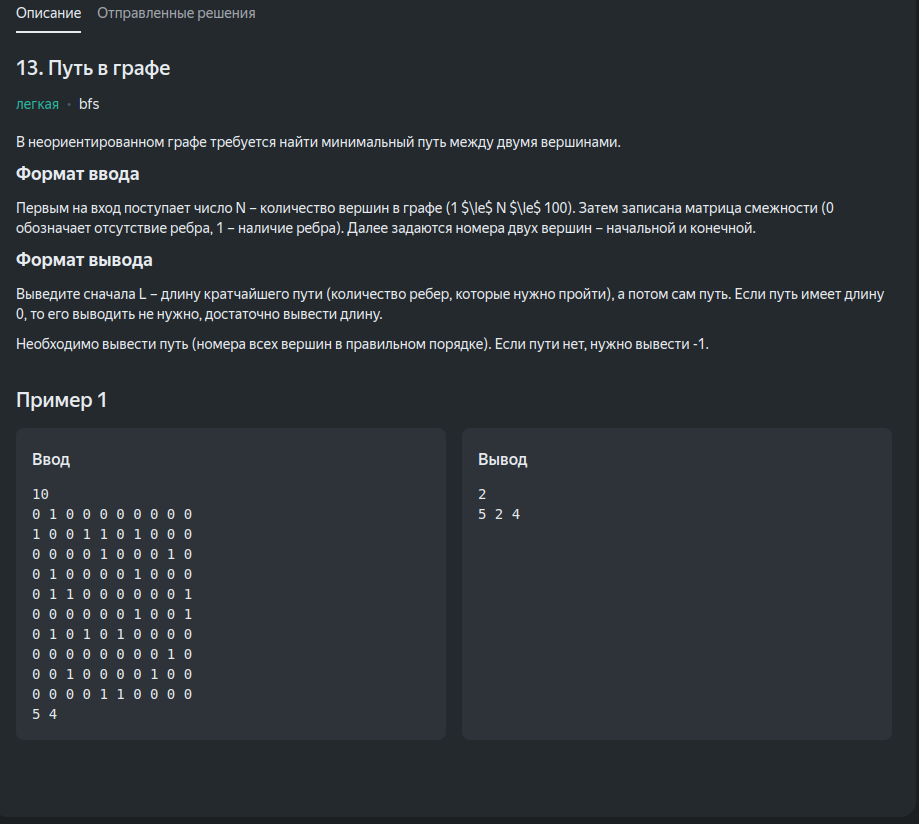 Описание Отправленные решения
13. Путь в графе
легкая • bfs
В неориентированном графе требуется найти минимальный путь между двумя вершинами.
Формат ввода
Первым на вход поступает число N – количество вершин в графе (1 $\le$ N $\le$ 100). Затем записана матрица смежности (0
обозначает отсутствие ребра, 1 – наличие ребра). Далее задаются номера двух вершин – начальной и конечной.
Формат вывода
Выведите сначала L – длину кратчайшего пути (количество ребер, которые нужно пройти), а потом сам путь. Если путь имеет длину
0, то его выводить не нужно, достаточно вывести длину.
Необходимо вывести путь (номера всех вершин в правильном порядке). Если пути нет, нужно вывести -1.
Пример 1
Ввод
10
0 1 0 0 0 0 0 0 0 0
1 0 0 1 1 0 1 0 0 0
0 0 0 0 1 0 0 0 1 0
0 1 0 0 0 0 1 0 0 0
0 1 1 0 0 0 0 0 0 1
0 0 0 0 0 0 1 0 0 1
0 1 0 1 0 1 0 0 0 0
0 0 0 0 0 0 0 0 1 0
0 0 1 0 0 0 0 1 0 0
0 0 0 0 1 1 0 0 0 0
5 4
Вывод
2
5 2 4